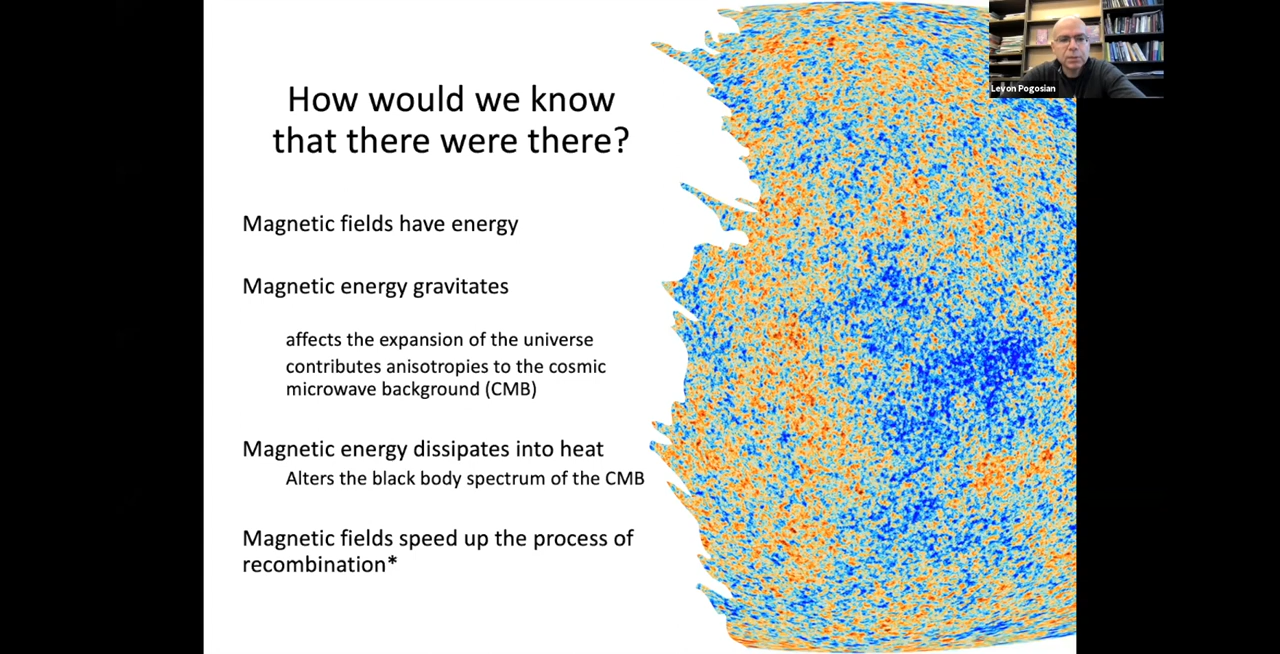 How would we know
that there were there?
Magnetic fields have energy
Magnetic energy gravitates
affects the expansion of the universe
contributes anisotropies to the cosmic
microwave background (CMB)
Magnetic energy dissipates into heat
Alters the black body spectrum of the CMB
Magnetic fields speed up the process of
recombination*
Levon Pogosian